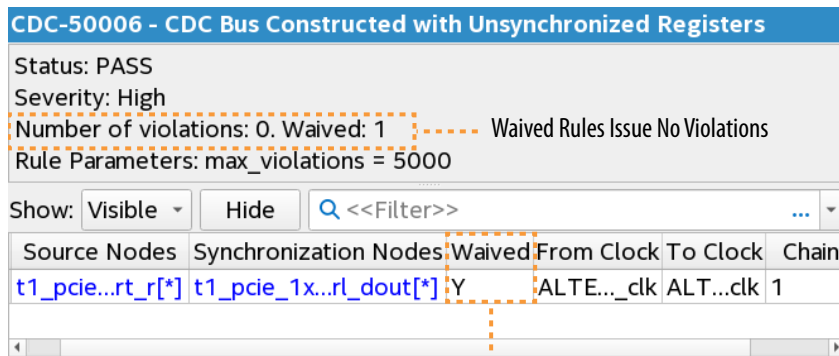 CDC-50006 - CDC Bus Constructed with Unsynchronized Registers
Status: PASS
Severity: High
Number of violations: 0. Waived: 1
Waived Rules Issue No Violations
Rule Parameters: max_violations = 5000
Show: Visible Hide <<Filter>> ...
Source Nodes Synchronization Nodes Waived From Clock To Clock Chain
t1_pcie...rt_r[*] t1_pcie_1x...rl_dout[*] Y ALTE..._clk ALT...clk 1